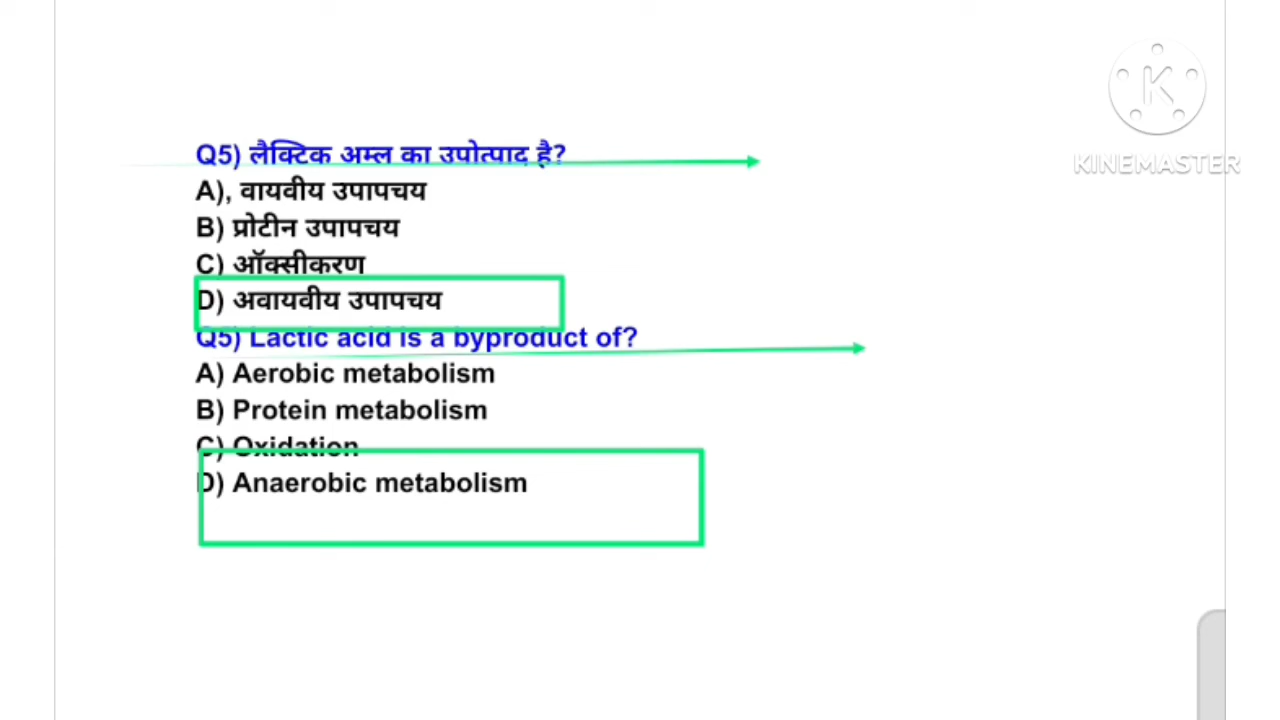 Q5) लैक्टिक अम्ल का उपोत्पाद है?
A), वायवीय उपापचय
B) प्रोटीन उपापचय
C) ऑक्सीकरण
D) अवायवीय उपापचय
Q5) Lactic acid is a byproduct of?
A) Aerobic metabolism
B) Protein metabolism
C) Oxidation
D) Anaerobic metabolism
K
KINEMASTER